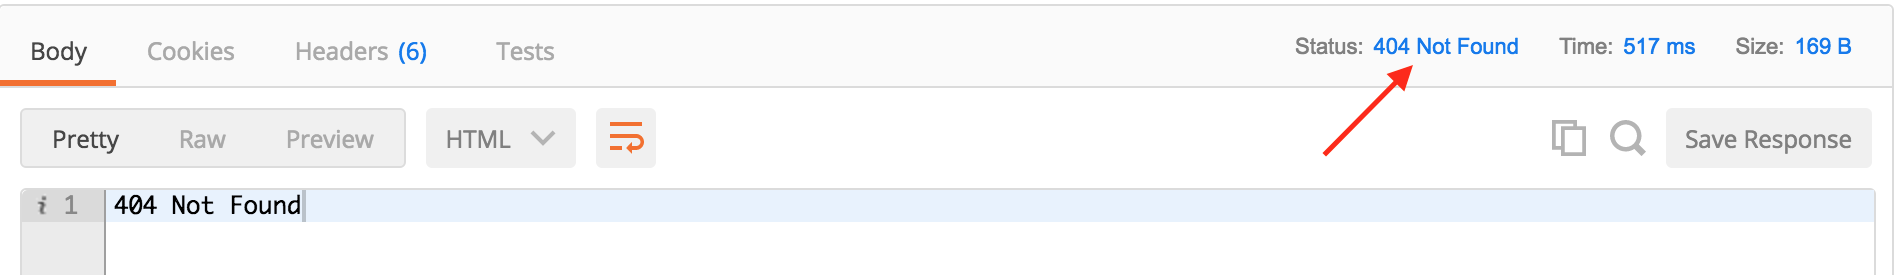 Body Cookies Headers (6) Tests Status: 404 Not Found Time: 517 ms Size: 169 B
Pretty Raw Preview HTML Save Response
i 1 404 Not Found